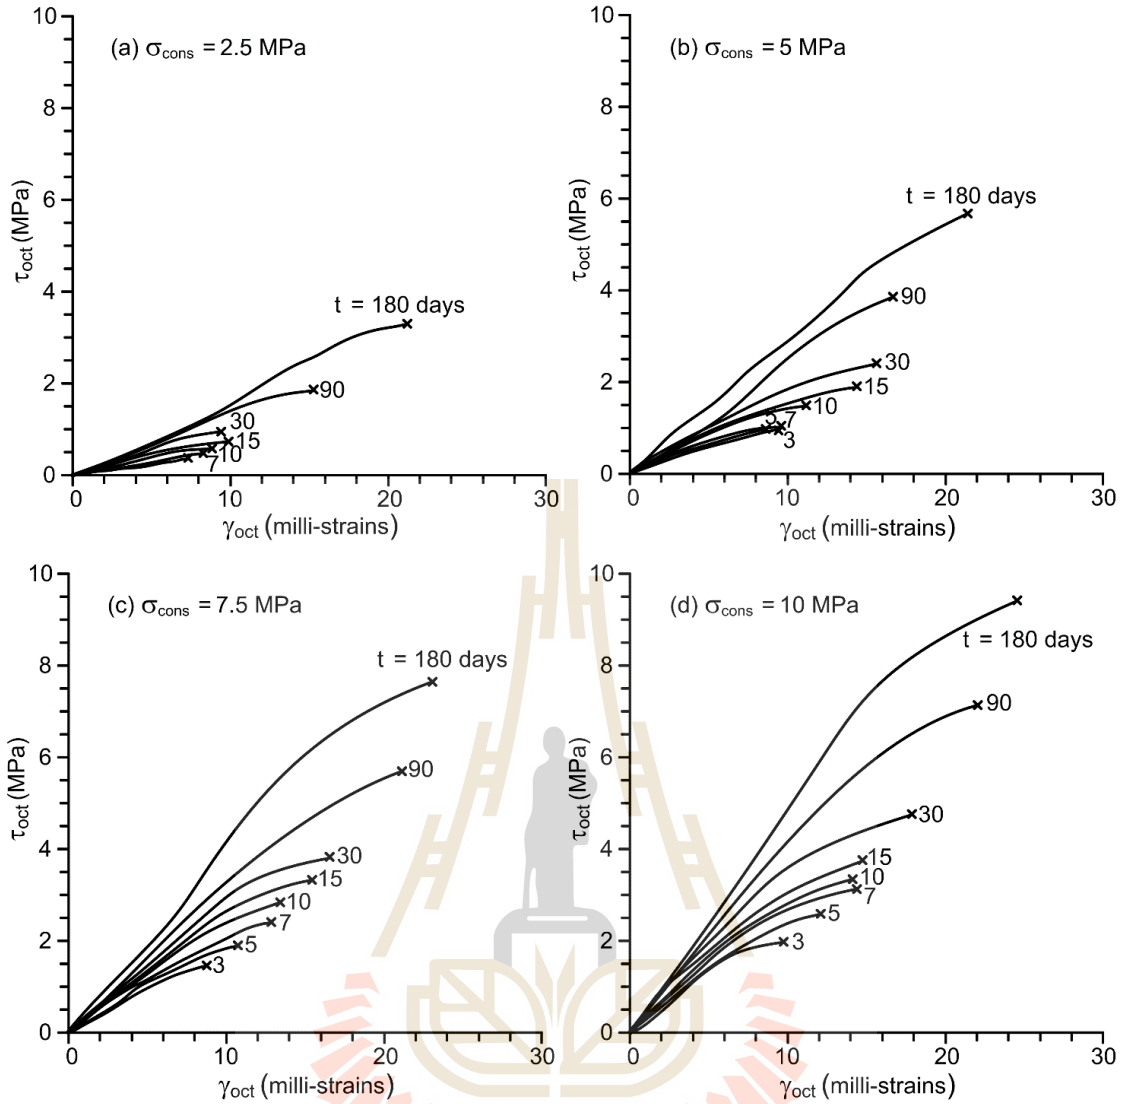 (a) σcons = 2.5 MPa
10
8
6
4
2
0
τoct (MPa)
t = 180 days
90
30
15
10
7
0 10 20 30
γoct (milli-strains)
(b) σcons = 5 MPa
10
8
6
4
2
0
τoct (MPa)
t = 180 days
90
30
15
10
5 7
3
0 10 20 30
γoct (milli-strains)
(c) σcons = 7.5 MPa
10
8
6
4
2
0
τoct (MPa)
t = 180 days
90
30
15
10
7
5
3
0 10 20 30
γoct (milli-strains)
(d) σcons = 10 MPa
10
8
6
4
2
0
τoct (MPa)
t = 180 days
90
30
15
10
7
5
3
0 10 20 30
γoct (milli-strains)